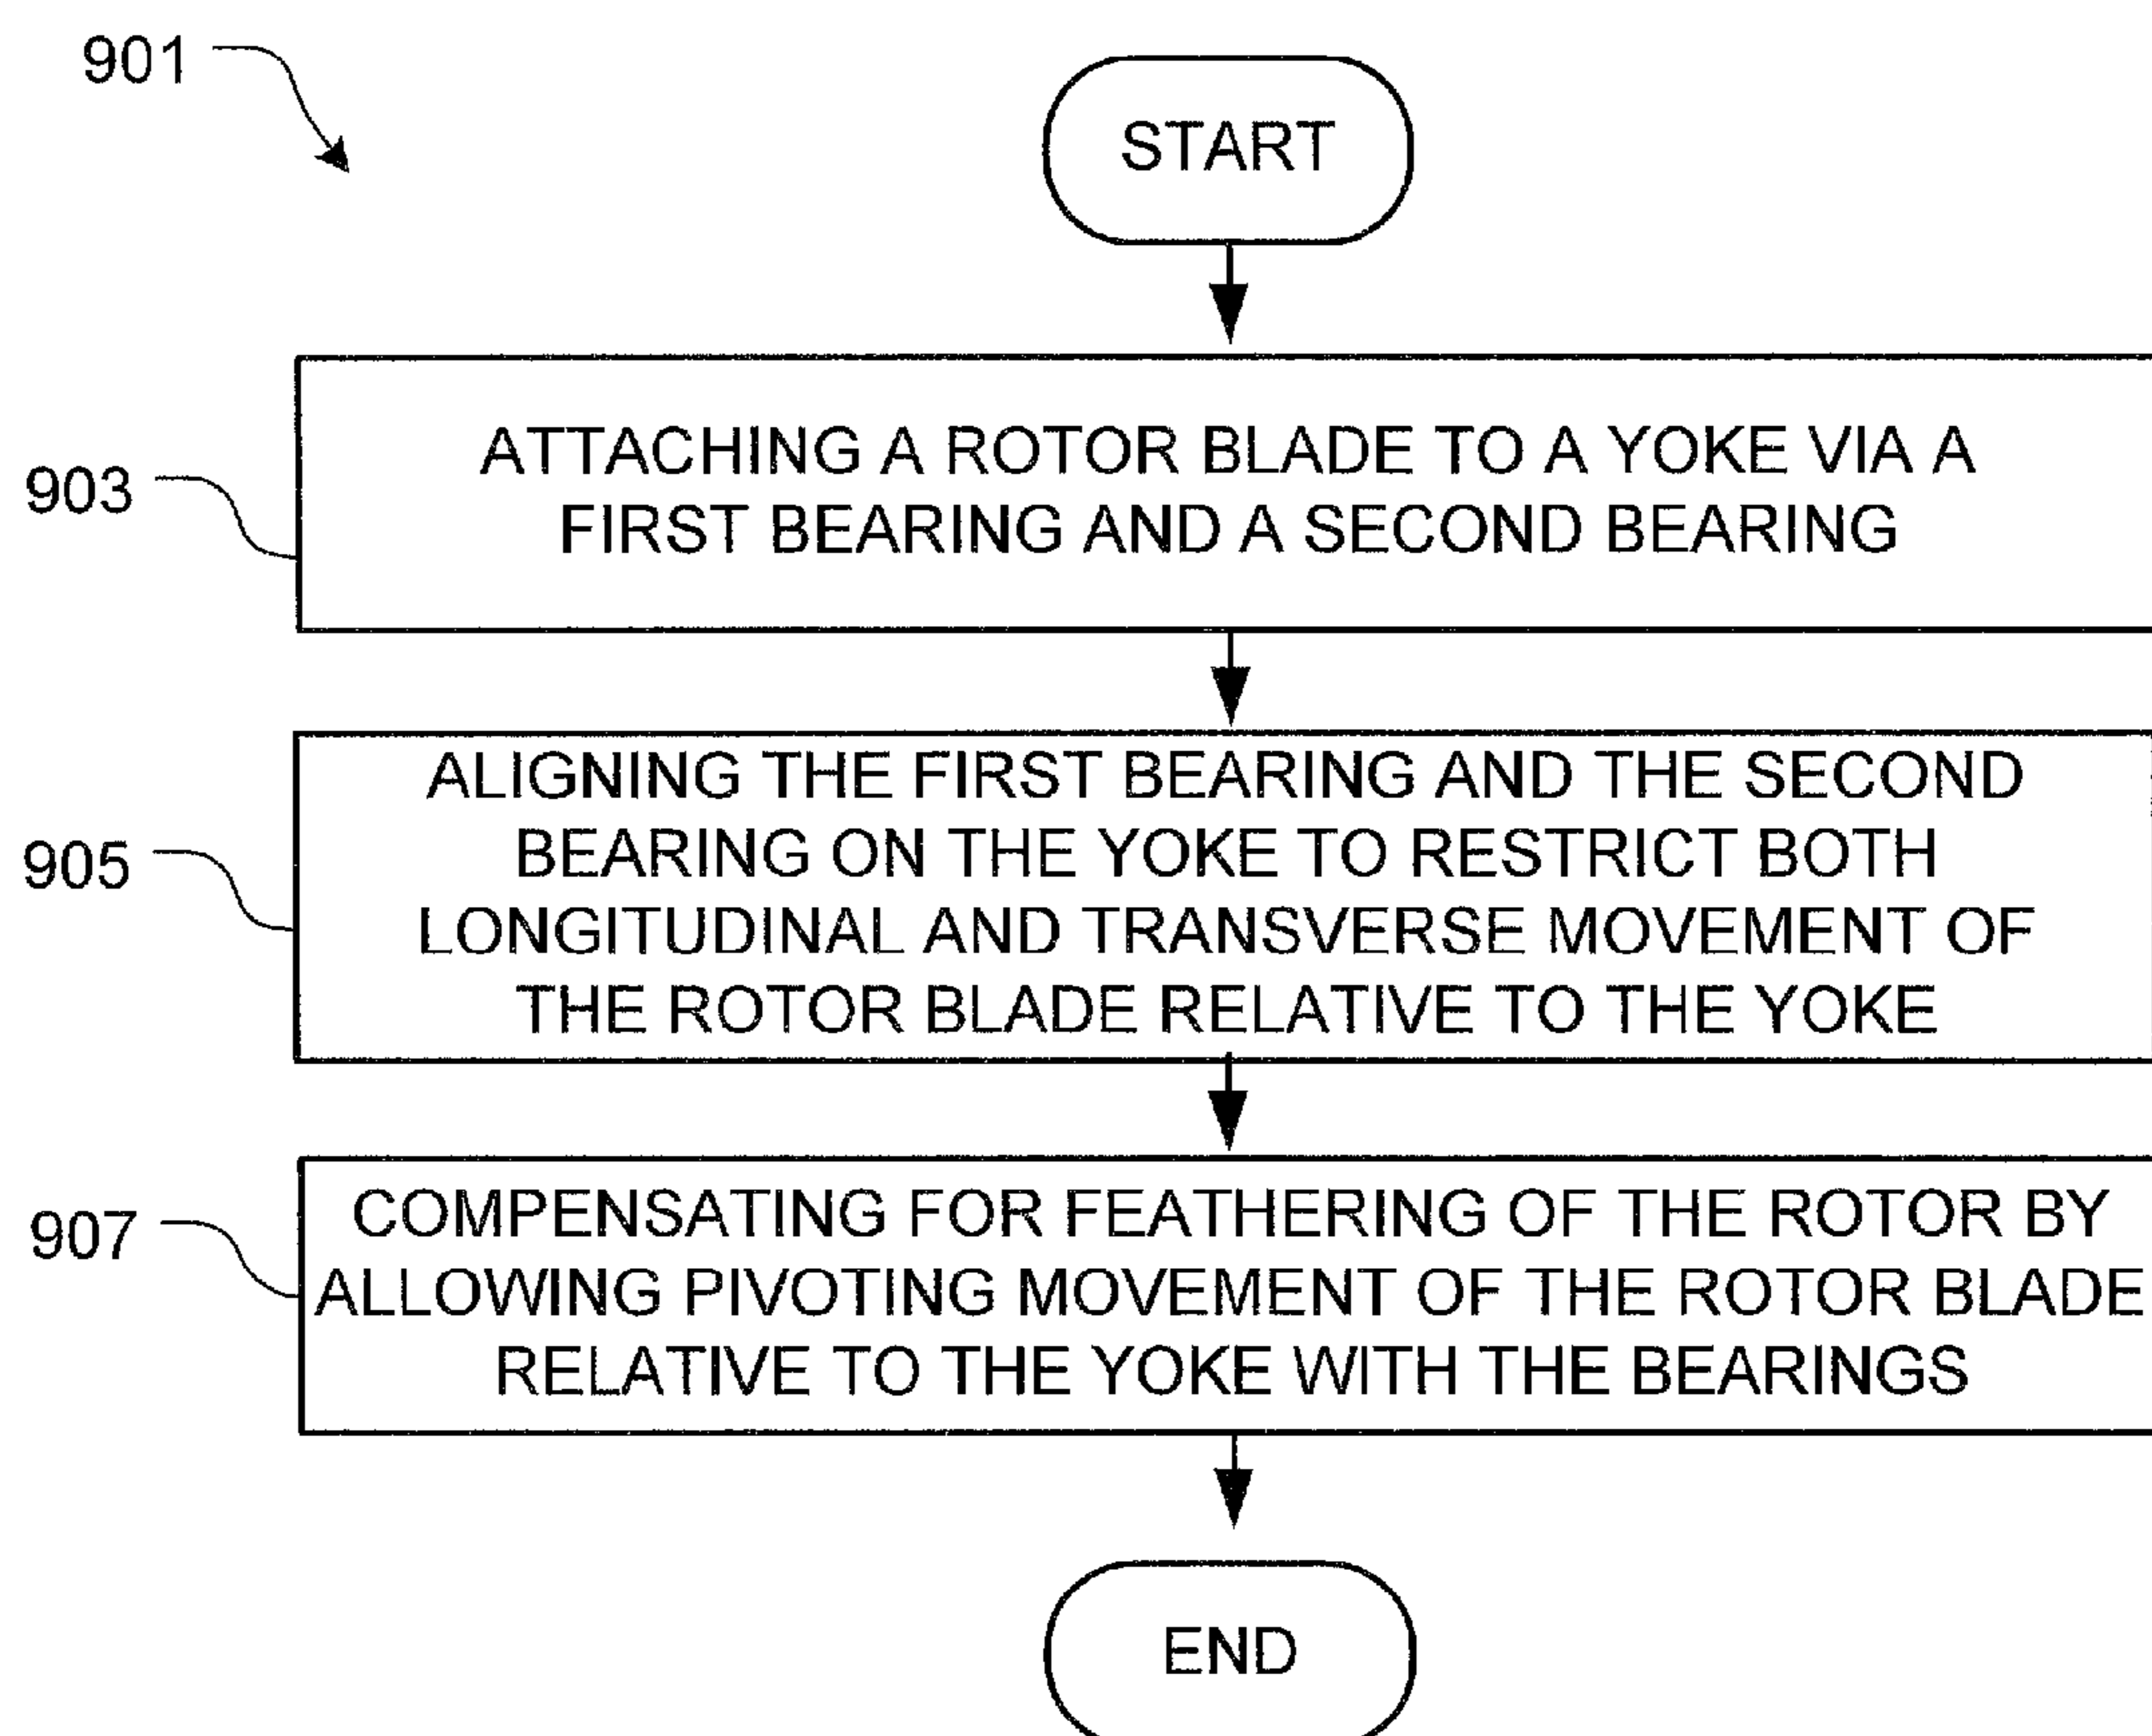 901
START
903
ATTACHING A ROTOR BLADE TO A YOKE VIA A
FIRST BEARING AND A SECOND BEARING
905
ALIGNING THE FIRST BEARING AND THE SECOND
BEARING ON THE YOKE TO RESTRICT BOTH
LONGITUDINAL AND TRANSVERSE MOVEMENT OF
THE ROTOR BLADE RELATIVE TO THE YOKE
907
COMPENSATING FOR FEATHERING OF THE ROTOR BY
ALLOWING PIVOTING MOVEMENT OF THE ROTOR BLADE
RELATIVE TO THE YOKE WITH THE BEARINGS
END